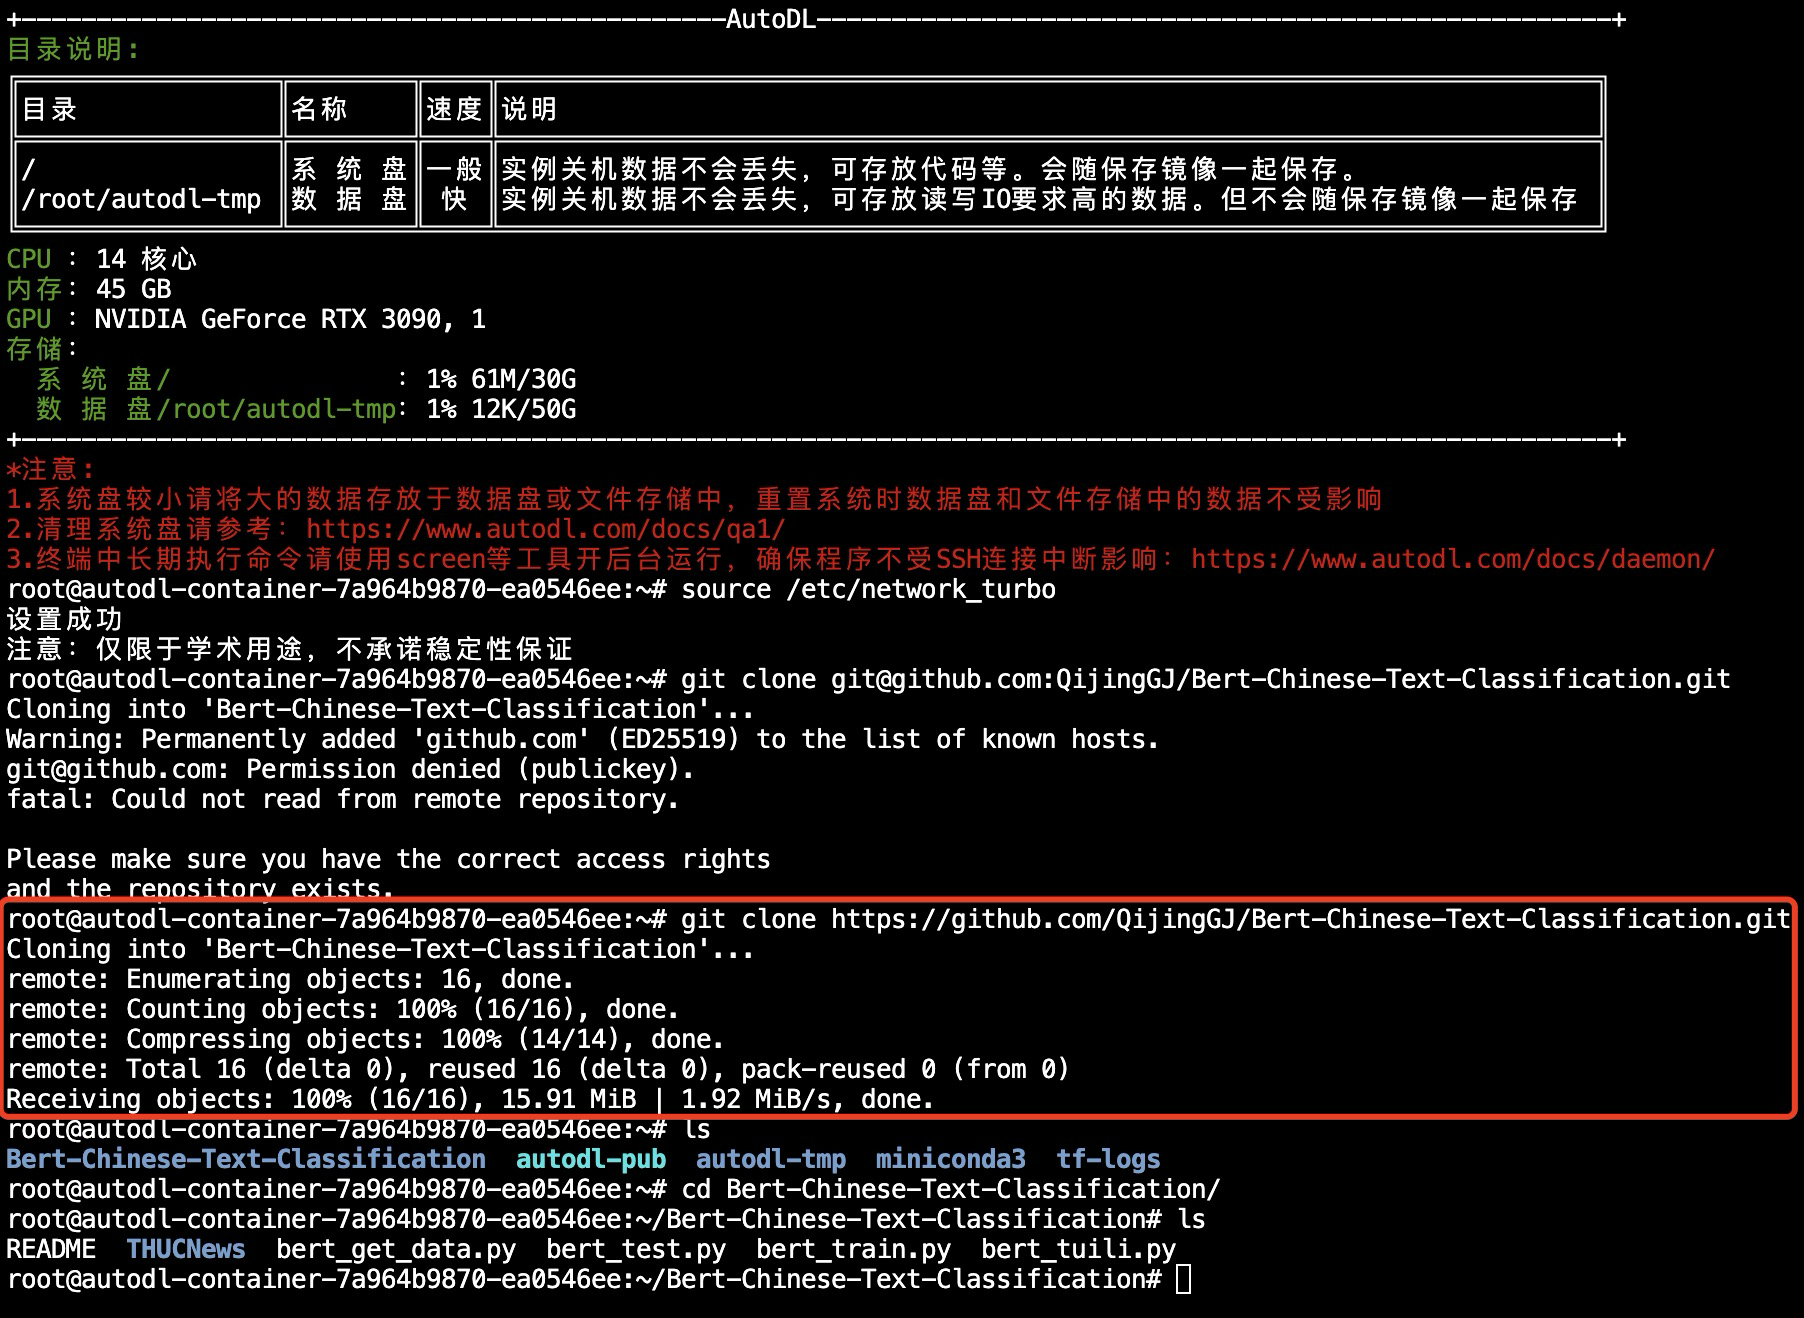 +-----------------------------------------------AutoDL-----------------------------------------------------+
目录说明:
目录 名称 速度 说明
/ 系 统 盘 一般 实例关机数据不会丢失，可存放代码等。会随保存镜像一起保存。
/root/autodl-tmp 数 据 盘 快 实例关机数据不会丢失，可存放读写IO要求高的数据。但不会随保存镜像一起保存
CPU ：14 核心
内存：45 GB
GPU ：NVIDIA GeForce RTX 3090, 1
存储：
系 统 盘/ ：1% 61M/30G
数 据 盘/root/autodl-tmp：1% 12K/50G
+----------------------------------------------------------------------------------------------------------+
*注意:
1.系统盘较小请将大的数据存放于数据盘或文件存储中，重置系统时数据盘和文件存储中的数据不受影响
2.清理系统盘请参考：https://www.autodl.com/docs/qa1/
3.终端中长期执行命令请使用screen等工具开后台运行，确保程序不受SSH连接中断影响：https://www.autodl.com/docs/daemon/
root@autodl-container-7a964b9870-ea0546ee:~# source /etc/network_turbo
设置成功
注意：仅限于学术用途，不承诺稳定性保证
root@autodl-container-7a964b9870-ea0546ee:~# git clone git@github.com:QijingGJ/Bert-Chinese-Text-Classification.git
Cloning into 'Bert-Chinese-Text-Classification'...
Warning: Permanently added 'github.com' (ED25519) to the list of known hosts.
git@github.com: Permission denied (publickey).
fatal: Could not read from remote repository.
Please make sure you have the correct access rights
and the repository exists.
root@autodl-container-7a964b9870-ea0546ee:~# git clone https://github.com/QijingGJ/Bert-Chinese-Text-Classification.git
Cloning into 'Bert-Chinese-Text-Classification'...
remote: Enumerating objects: 16, done.
remote: Counting objects: 100% (16/16), done.
remote: Compressing objects: 100% (14/14), done.
remote: Total 16 (delta 0), reused 16 (delta 0), pack-reused 0 (from 0)
Receiving objects: 100% (16/16), 15.91 MiB | 1.92 MiB/s, done.
root@autodl-container-7a964b9870-ea0546ee:~# ls
Bert-Chinese-Text-Classification autodl-pub autodl-tmp miniconda3 tf-logs
root@autodl-container-7a964b9870-ea0546ee:~# cd Bert-Chinese-Text-Classification/
root@autodl-container-7a964b9870-ea0546ee:~/Bert-Chinese-Text-Classification# ls
README THUCNews bert_get_data.py bert_test.py bert_train.py bert_tuili.py
root@autodl-container-7a964b9870-ea0546ee:~/Bert-Chinese-Text-Classification#